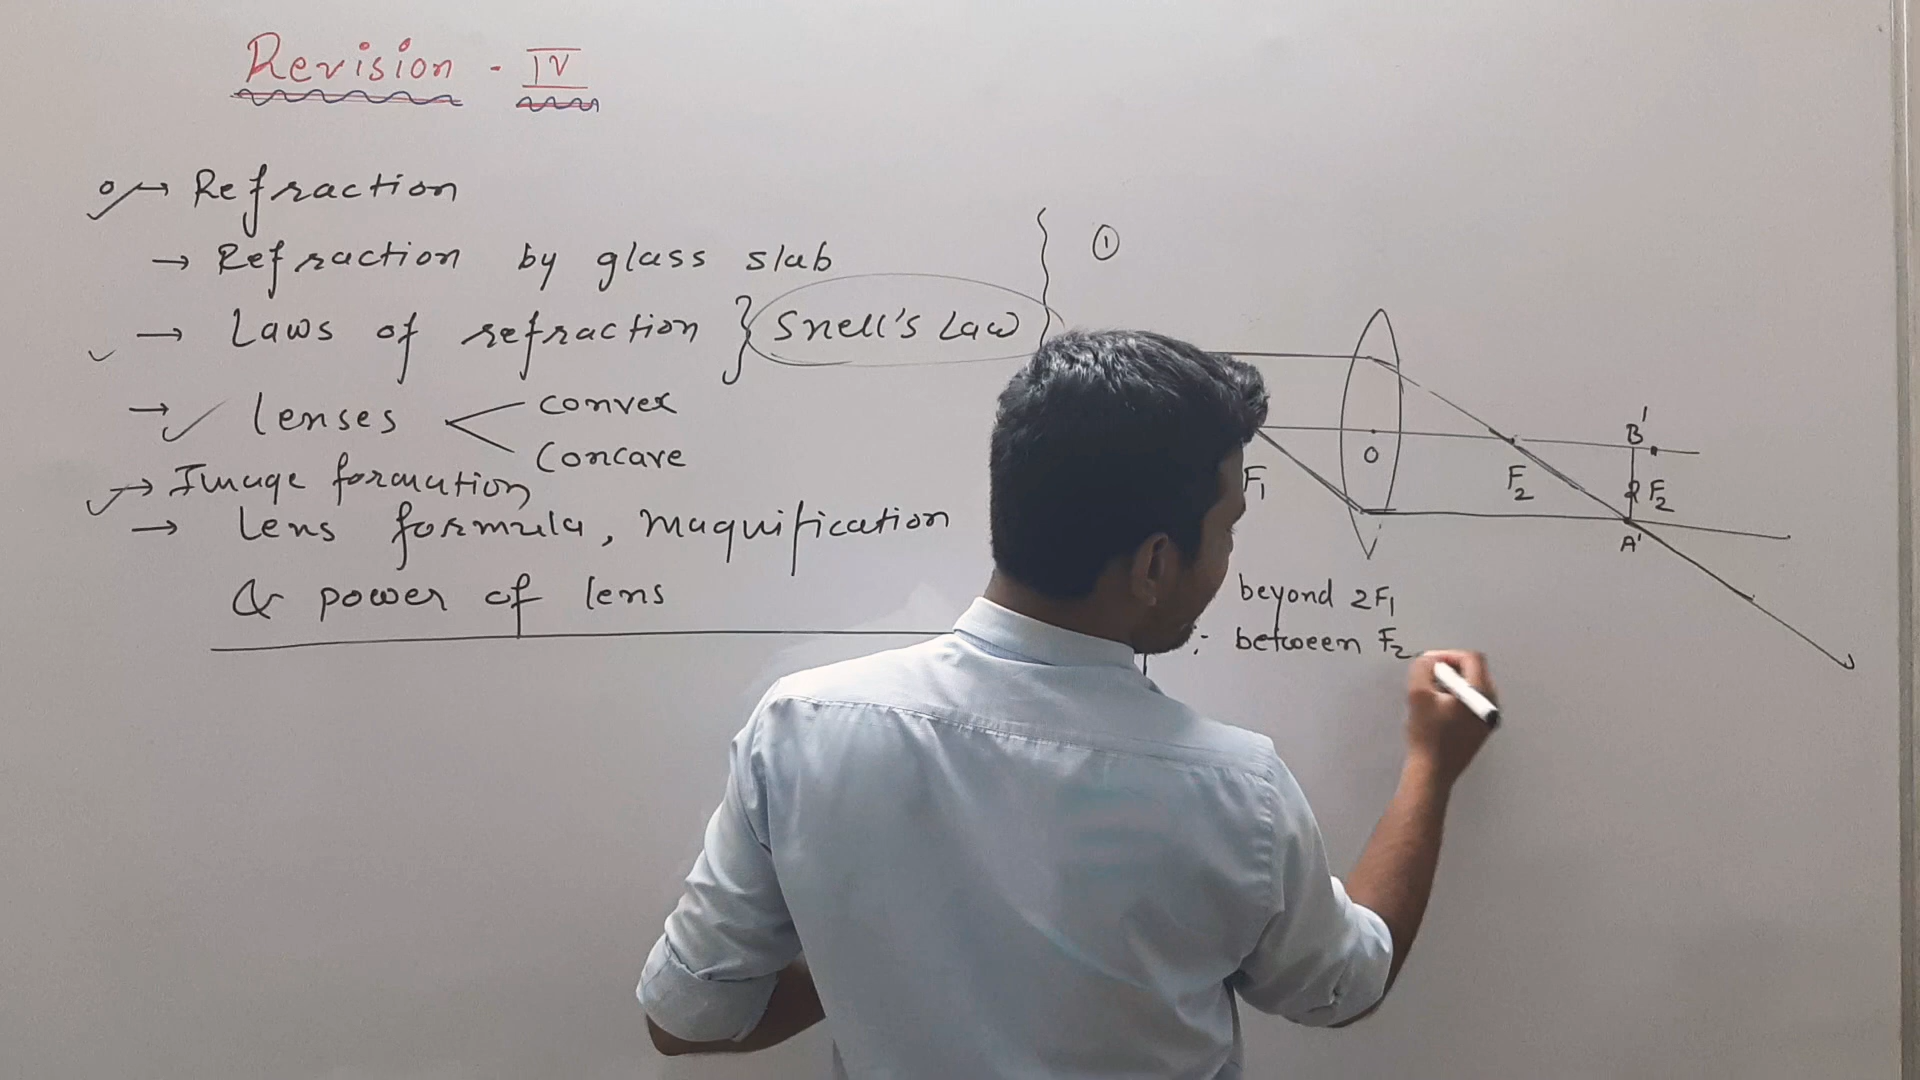 Revision - IV
Refraction
→ Refraction by glass slab
→ Laws of refraction } Snell's Law
→ lenses < convex
Concave
→ Image formation
→ Lens formula, Maquification
& power of lens
①
O
F₁
F₂
B'
2F₂
A'
beyond 2F₁
: between F₂